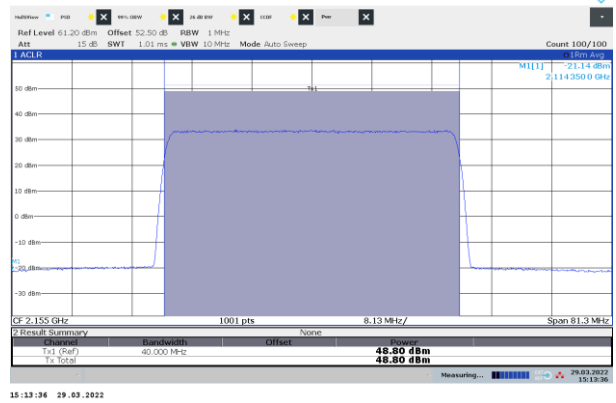 MultiView PSD X 99% OBW X 26 dB BW X CCDF X Pwr X
Ref Level 61.20 dBm Offset 52.50 dB RBW 1 MHz
Att 15 dB SWT 1.01 ms VBW 10 MHz Mode Auto Sweep Count 100/100
1 ACLR 1Rm Avg
M1[1] -21.14 dBm
2.1143500 GHz
50 dBm
Tx1
40 dBm
30 dBm
20 dBm
10 dBm
0 dBm
-10 dBm
M1
-20 dBm
-30 dBm
CF 2.155 GHz 1001 pts 8.13 MHz/ Span 81.3 MHz
2 Result Summary None
Channel Bandwidth Offset Power
Tx1 (Ref) 40.000 MHz 48.80 dBm
Tx Total 48.80 dBm
Measuring... 29.03.2022
15:13:36
15:13:36 29.03.2022